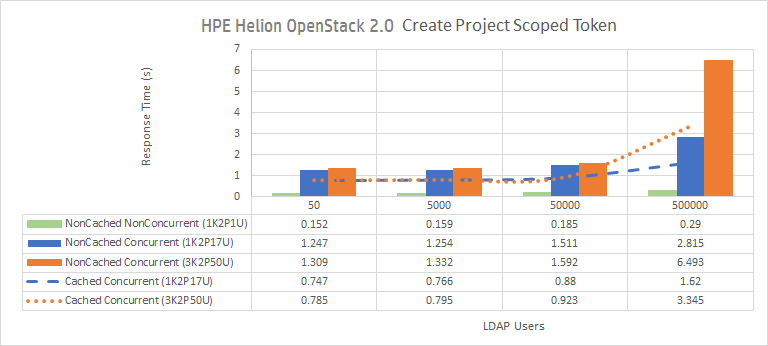 HPE Helion OpenStack 2.0 Create Project Scoped Token
Response Time (s)
7
6
5
4
3
2
1
0
50 5000 50000 500000
NonCached NonConcurrent (1K2P1U) 0.152 0.159 0.185 0.29
NonCached Concurrent (1K2P17U) 1.247 1.254 1.511 2.815
NonCached Concurrent (3K2P50U) 1.309 1.332 1.592 6.493
Cached Concurrent (1K2P17U) 0.747 0.766 0.88 1.62
Cached Concurrent (3K2P50U) 0.785 0.795 0.923 3.345
LDAP Users